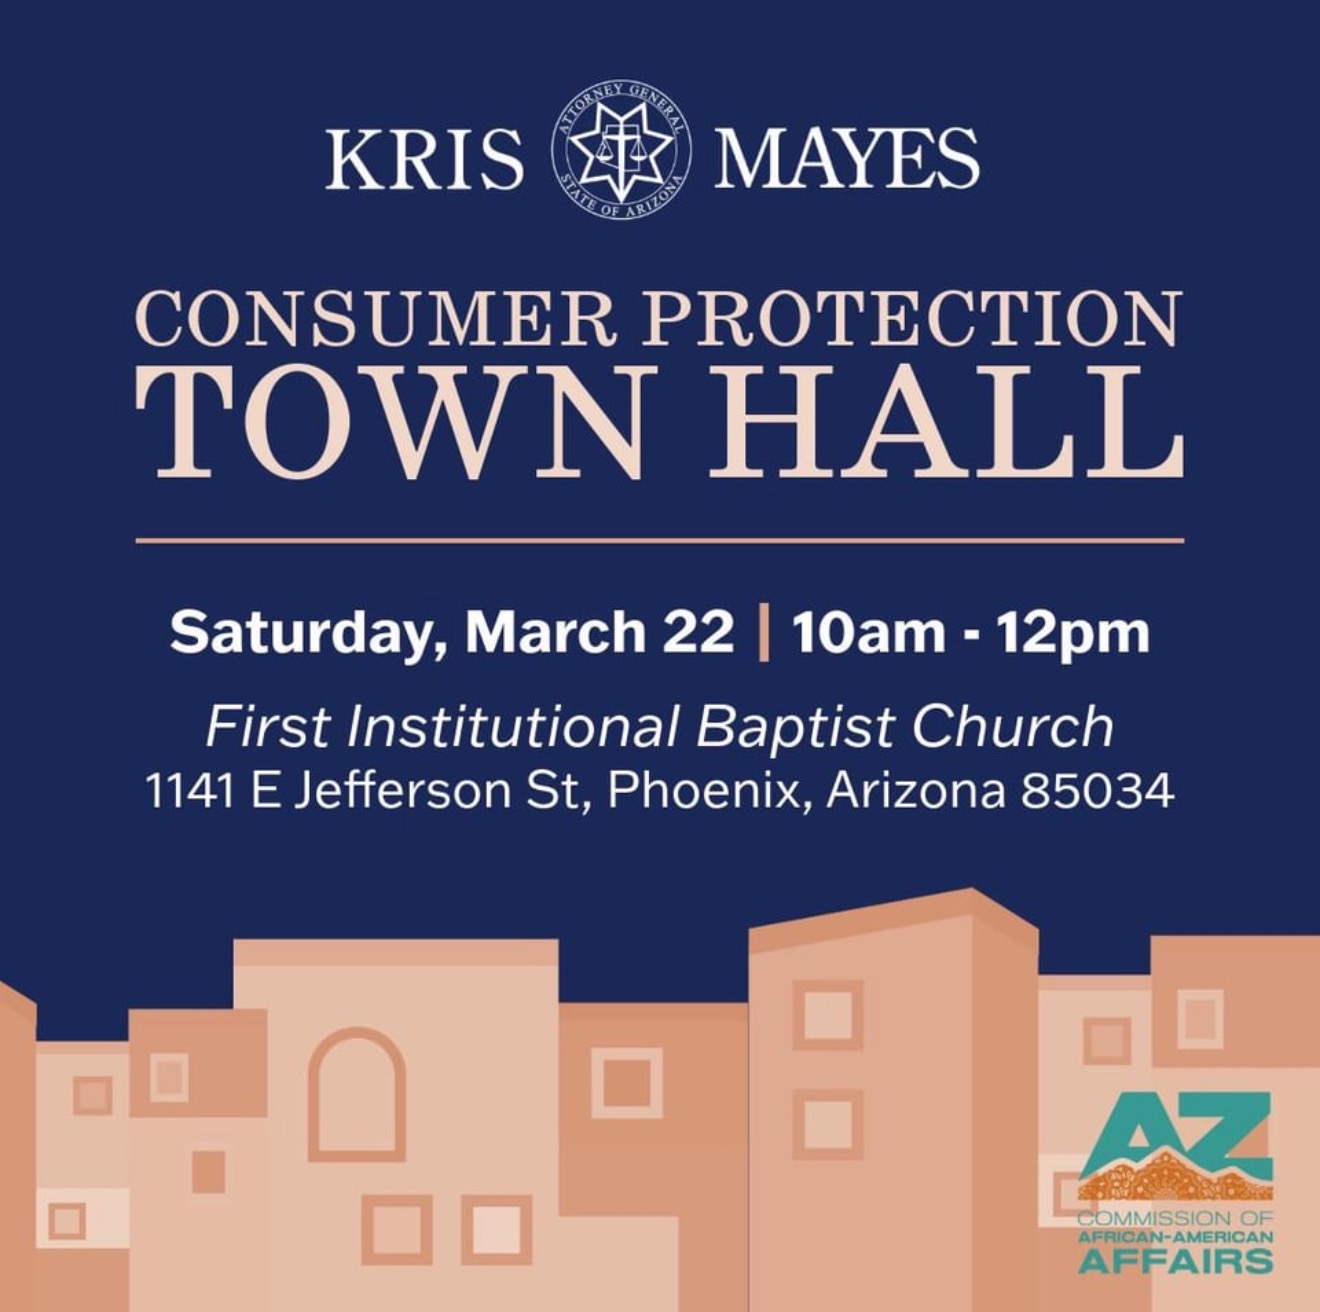 KRIS MAYES
ATTORNEY GENERAL
STATE OF ARIZONA
CONSUMER PROTECTION
TOWN HALL
Saturday, March 22 | 10am - 12pm
First Institutional Baptist Church
1141 E Jefferson St, Phoenix, Arizona 85034
AZ
COMMISSION OF
AFRICAN-AMERICAN
AFFAIRS